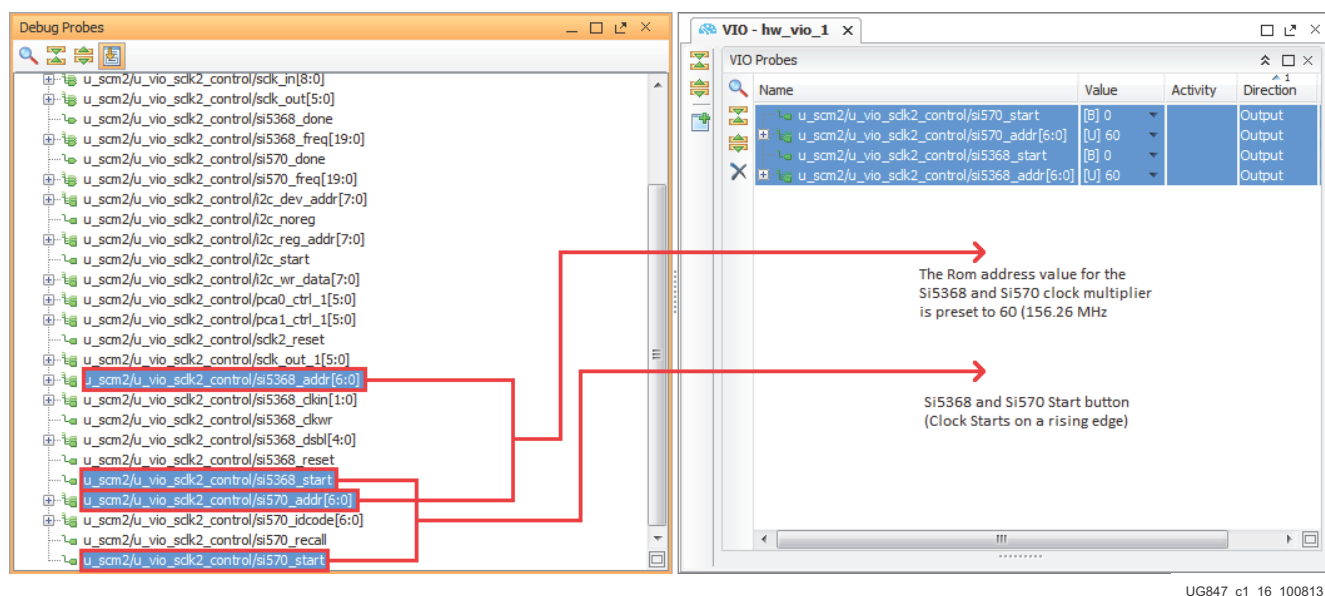 Debug Probes
u_scm2/u_vio_sclk2_control/sclk_in[8:0]
u_scm2/u_vio_sclk2_control/sclk_out[5:0]
u_scm2/u_vio_sclk2_control/si5368_done
u_scm2/u_vio_sclk2_control/si5368_freq[19:0]
u_scm2/u_vio_sclk2_control/si570_done
u_scm2/u_vio_sclk2_control/si570_freq[19:0]
u_scm2/u_vio_sclk2_control/i2c_dev_addr[7:0]
u_scm2/u_vio_sclk2_control/i2c_noreg
u_scm2/u_vio_sclk2_control/i2c_reg_addr[7:0]
u_scm2/u_vio_sclk2_control/i2c_start
u_scm2/u_vio_sclk2_control/i2c_wr_data[7:0]
u_scm2/u_vio_sclk2_control/pca0_ctrl_1[5:0]
u_scm2/u_vio_sclk2_control/pca1_ctrl_1[5:0]
u_scm2/u_vio_sclk2_control/sclk2_reset
u_scm2/u_vio_sclk2_control/sclk_out_1[5:0]
u_scm2/u_vio_sclk2_control/si5368_addr[6:0]
u_scm2/u_vio_sclk2_control/si5368_clkin[1:0]
u_scm2/u_vio_sclk2_control/si5368_clkwr
u_scm2/u_vio_sclk2_control/si5368_dsbl[4:0]
u_scm2/u_vio_sclk2_control/si5368_reset
u_scm2/u_vio_sclk2_control/si5368_start
u_scm2/u_vio_sclk2_control/si570_addr[6:0]
u_scm2/u_vio_sclk2_control/si570_idcode[6:0]
u_scm2/u_vio_sclk2_control/si570_recall
u_scm2/u_vio_sclk2_control/si570_start
VIO - hw_vio_1
VIO Probes
Name Value Activity Direction 1
u_scm2/u_vio_sclk2_control/si570_start [B] 0 Output
u_scm2/u_vio_sclk2_control/si570_addr[6:0] [U] 60 Output
u_scm2/u_vio_sclk2_control/si5368_start [B] 0 Output
u_scm2/u_vio_sclk2_control/si5368_addr[6:0] [U] 60 Output
The Rom address value for the
Si5368 and Si570 clock multiplier
is preset to 60 (156.26 MHz
Si5368 and Si570 Start button
(Clock Starts on a rising edge)
UG847_c1_16_100813